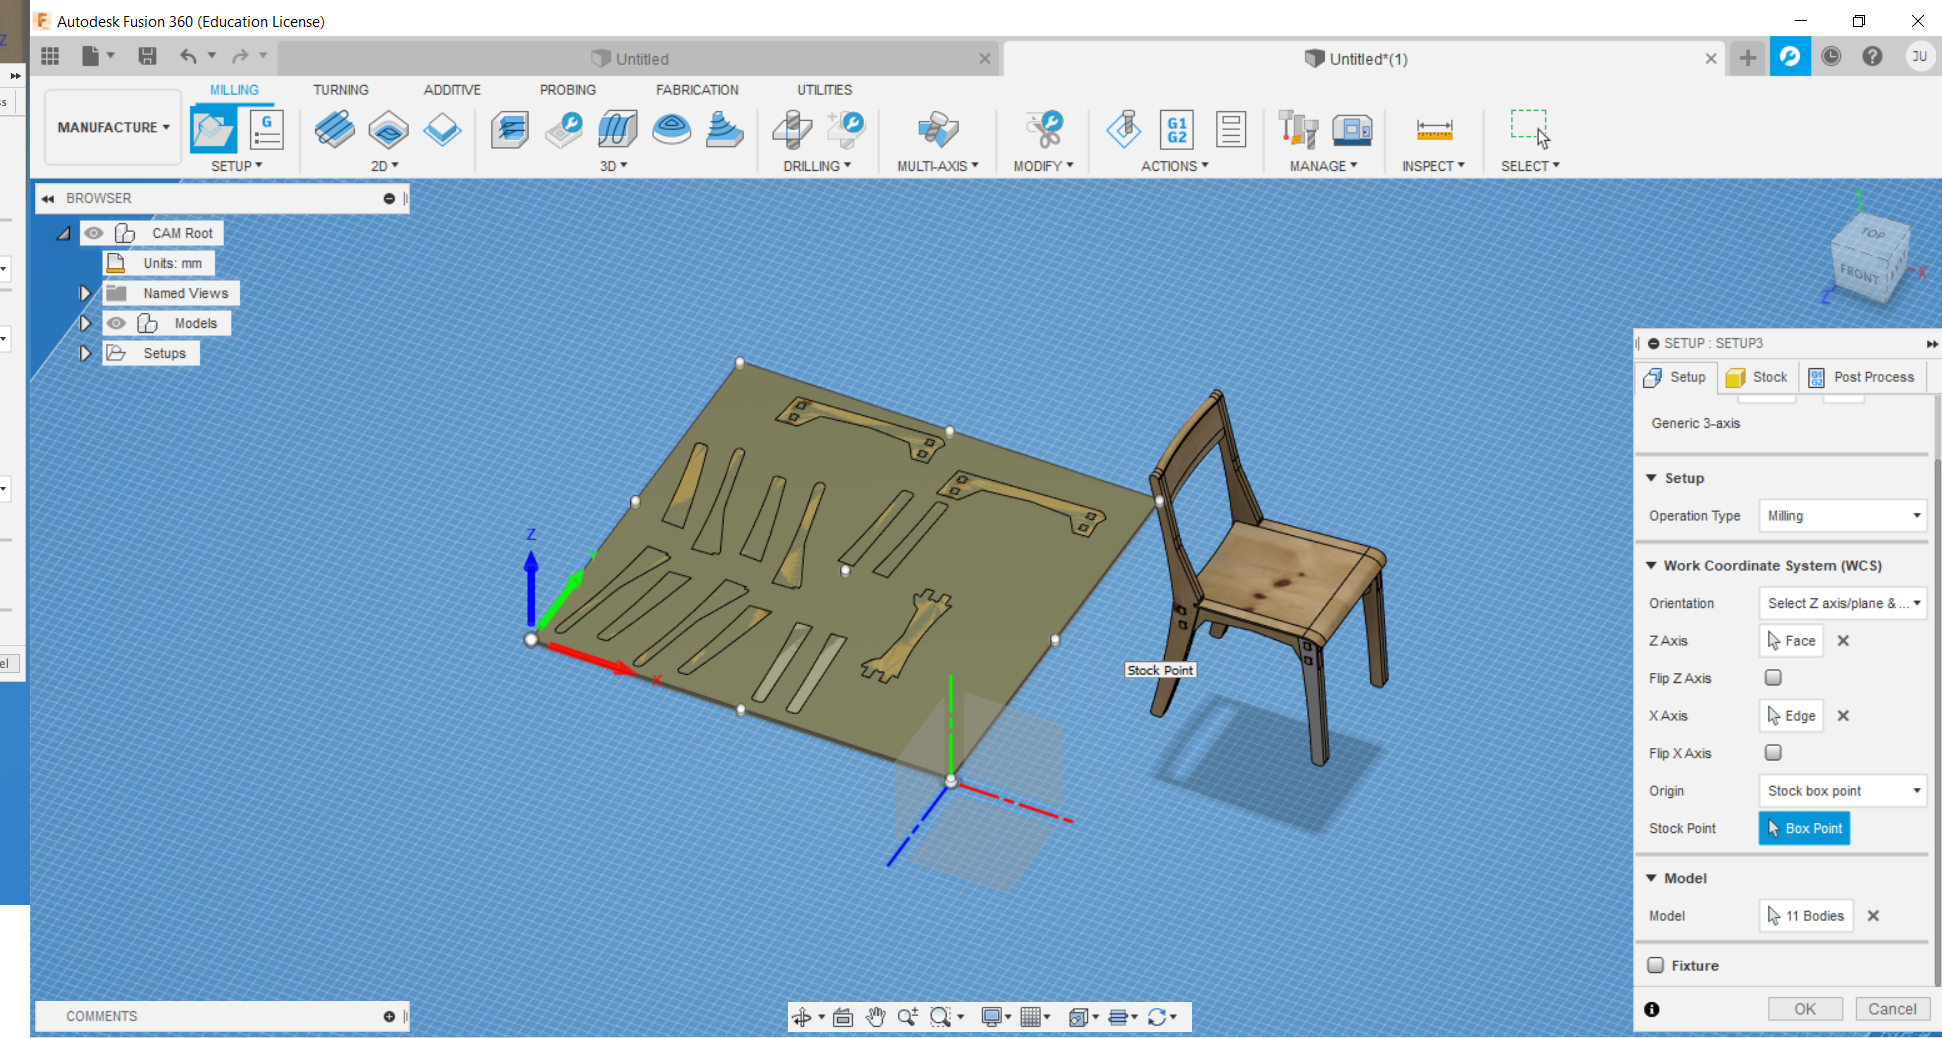 Autodesk Fusion 360 (Education License)
Untitled
Untitled*(1)
JU
MILLING TURNING ADDITIVE PROBING FABRICATION UTILITIES
MANUFACTURE
G
G1
G2
SETUP 2D 3D DRILLING MULTI-AXIS MODIFY ACTIONS MANAGE INSPECT SELECT
BROWSER
CAM Root
Units: mm
Named Views
Models
Setups
TOP
FRONT
X
Z
Z
X
Stock Point
SETUP : SETUP3
Setup Stock Post Process
Generic 3-axis
Setup
Operation Type Milling
Work Coordinate System (WCS)
Orientation Select Z axis/plane & ...
Z Axis Face
Flip Z Axis
X Axis Edge
Flip X Axis
Origin Stock box point
Stock Point Box Point
Model
Model 11 Bodies
Fixture
OK Cancel
COMMENTS